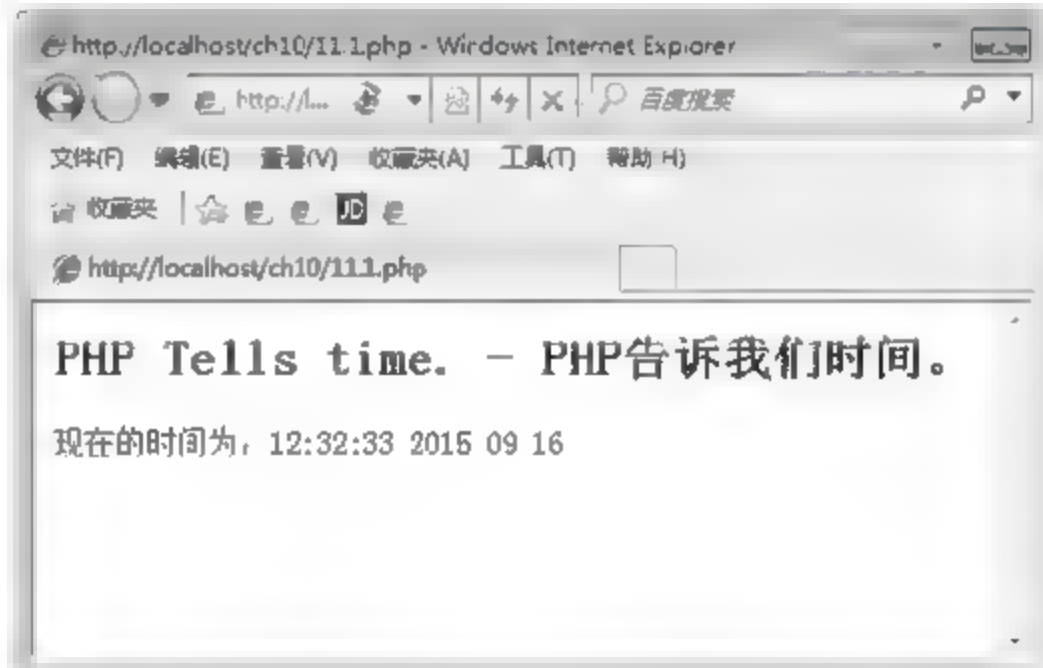 http://localhost/ch10/11.1.php - Windows Internet Explorer
http://l... 百度搜索
文件(F) 编辑(E) 查看(V) 收藏夹(A) 工具(T) 帮助(H)
收藏夹 JD
http://localhost/ch10/11.1.php
PHP Tells time. - PHP告诉我们时间。
现在的时间为：12:32:33 2015 09 16